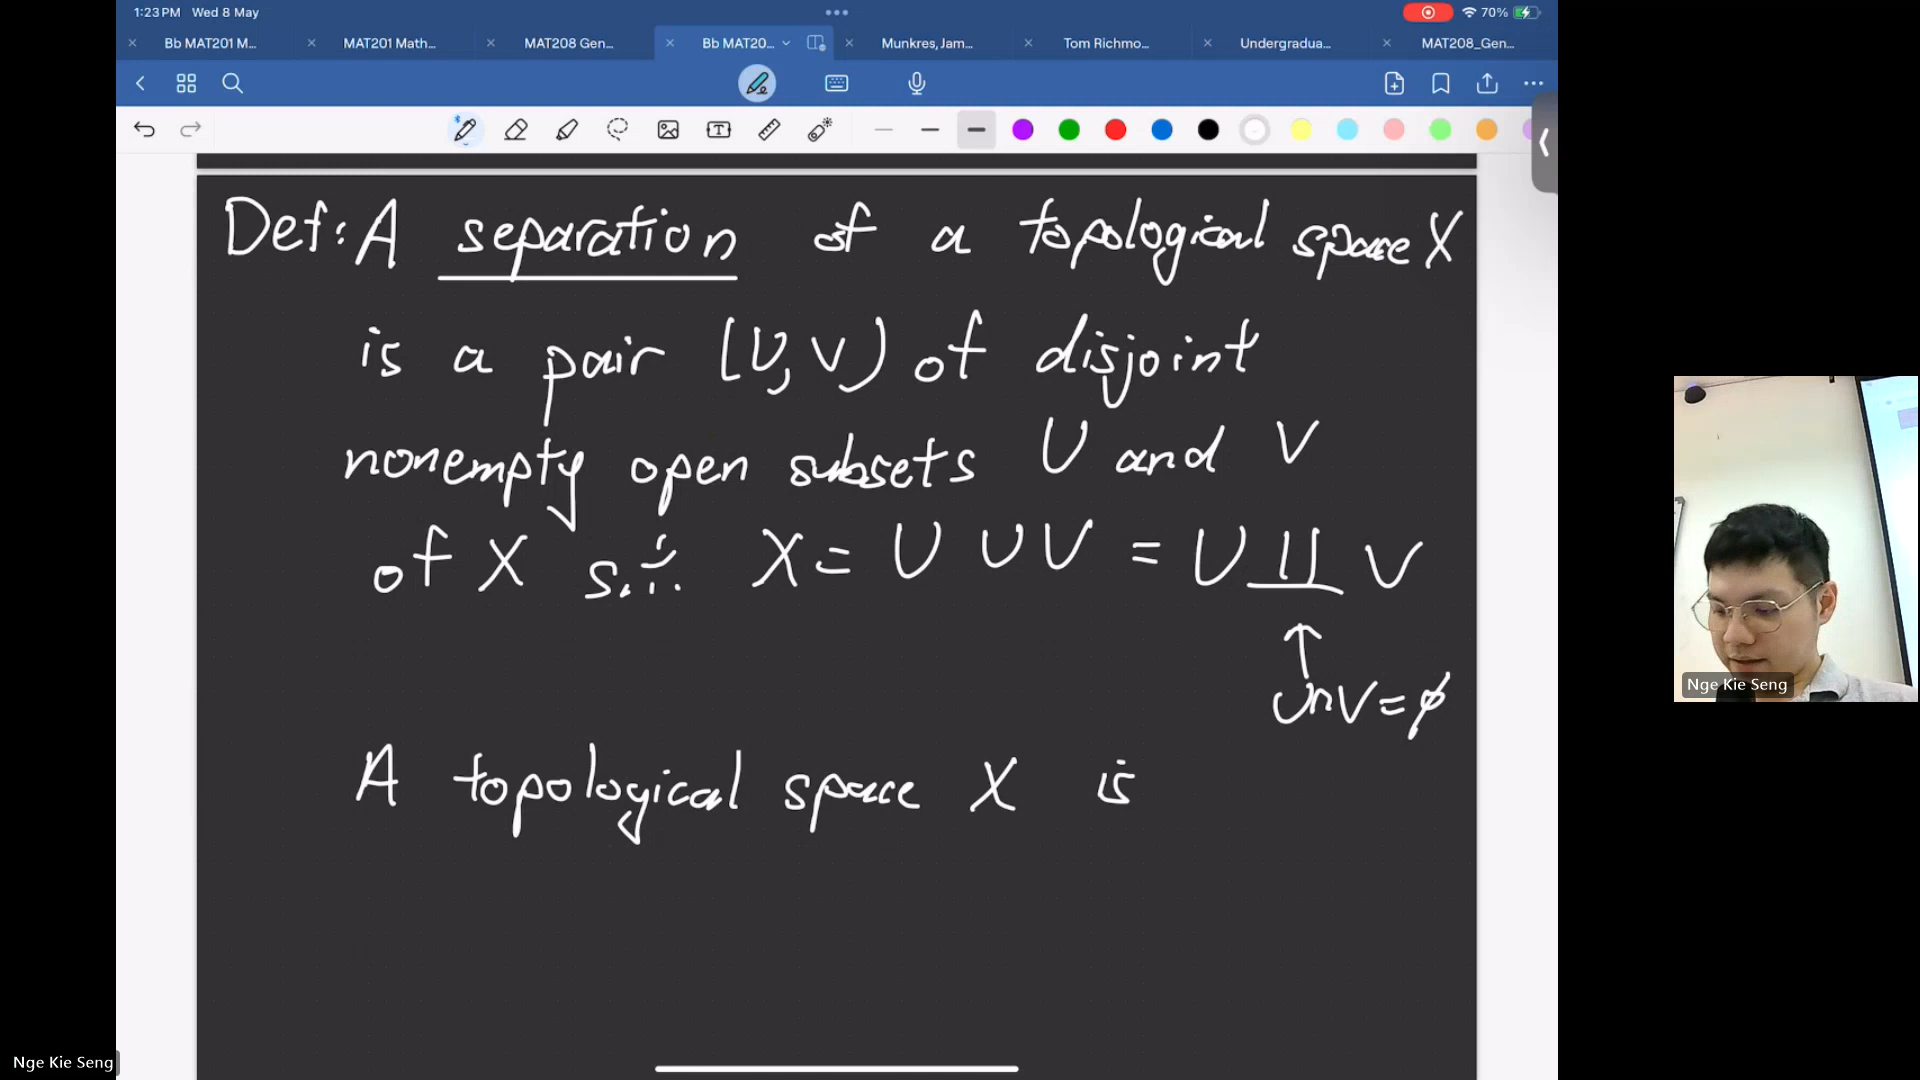 1:23 PM Wed 8 May
70%
Bb MAT201 M...
MAT201 Math...
MAT208 Gen...
Bb MAT20...
Munkres, Jam...
Tom Richmo...
Undergradua...
MAT208_Gen...
Def: A separation of a topological space X
is a pair (U, V) of disjoint
nonempty open subsets U and V
of X s.t. X = U ∪ V = U ⨿ V
↑
U∩V = ∅
A topological space X is
Nge Kie Seng
Nge Kie Seng